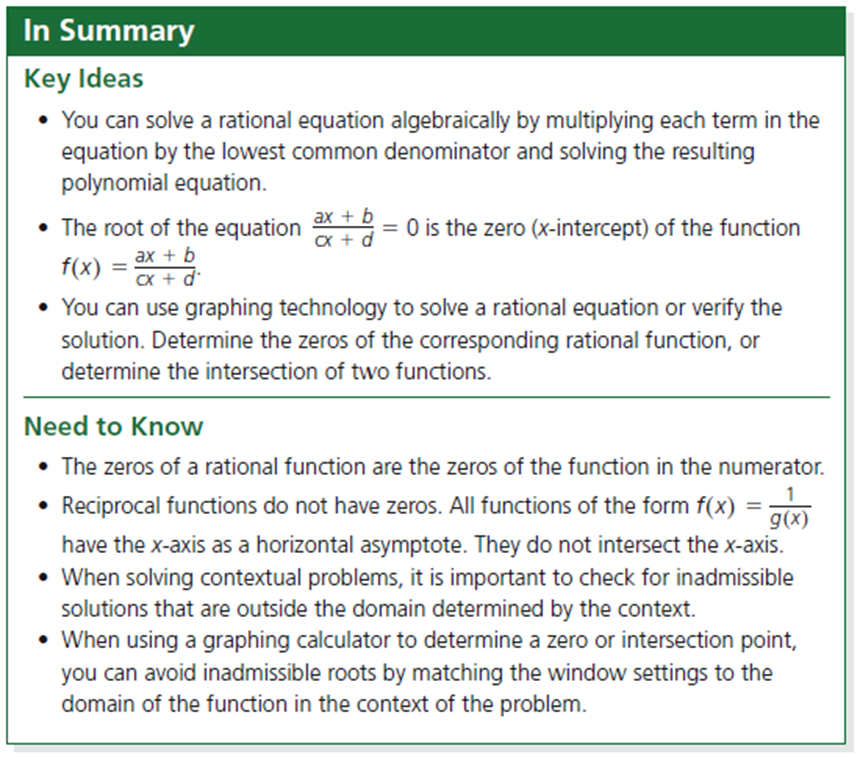 In Summary
Key Ideas
• You can solve a rational equation algebraically by multiplying each term in the
equation by the lowest common denominator and solving the resulting
polynomial equation.
• The root of the equation \frac{ax + b}{cx + d} = 0 is the zero (x-intercept) of the function
f(x) = \frac{ax + b}{cx + d}.
• You can use graphing technology to solve a rational equation or verify the
solution. Determine the zeros of the corresponding rational function, or
determine the intersection of two functions.
Need to Know
• The zeros of a rational function are the zeros of the function in the numerator.
• Reciprocal functions do not have zeros. All functions of the form f(x) = \frac{1}{g(x)}
have the x-axis as a horizontal asymptote. They do not intersect the x-axis.
• When solving contextual problems, it is important to check for inadmissible
solutions that are outside the domain determined by the context.
• When using a graphing calculator to determine a zero or intersection point,
you can avoid inadmissible roots by matching the window settings to the
domain of the function in the context of the problem.